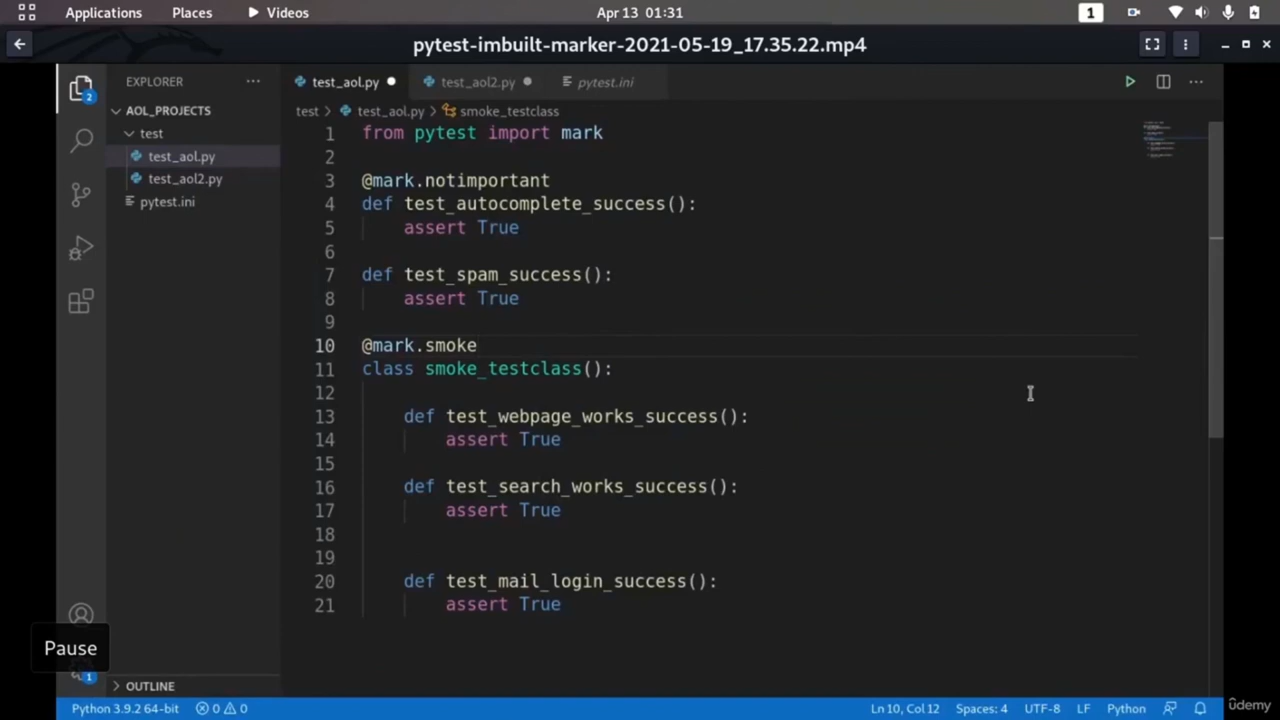 Applications Places Videos Apr 13 01:31 1
pytest-imbuilt-marker-2021-05-19_17.35.22.mp4
EXPLORER ··· test_aol.py test_aol2.py pytest.ini ···
2
AOL_PROJECTS
test > test_aol.py > smoke_testclass
test
test_aol.py
test_aol2.py
pytest.ini
1 from pytest import mark
2
3 @mark.notimportant
4 def test_autocomplete_success():
5 assert True
6
7 def test_spam_success():
8 assert True
9
10 @mark.smoke
11 class smoke_testclass():
12
13 def test_webpage_works_success():
14 assert True
15
16 def test_search_works_success():
17 assert True
18
19
20 def test_mail_login_success():
21 assert True
Pause
1
OUTLINE
Python 3.9.2 64-bit 0 0 Ln 10, Col 12 Spaces: 4 UTF-8 LF Python
ûdemy